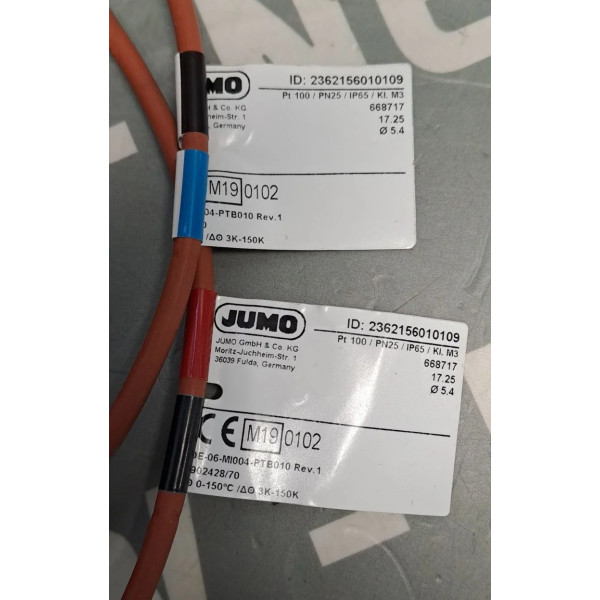 JUMO
ID: 2362156010109
H & Co. KG
Pt 100 / PN25 / IP65 / Kl. M3
chheim-Str. 1
668717
, Germany
17.25
Ø 5.4
M19 0102
004-PTB010 Rev.1
0
/ΔΘ 3K-150K
JUMO
ID: 2362156010109
JUMO GmbH & Co. KG
Pt 100 / PN25 / IP65 / Kl. M3
Moritz-Juchheim-Str. 1
668717
36039 Fulda, Germany
17.25
Ø 5.4
CE M19 0102
DE-06-MI004-PTB010 Rev.1
902428/70
0-150°C /ΔΘ 3K-150K